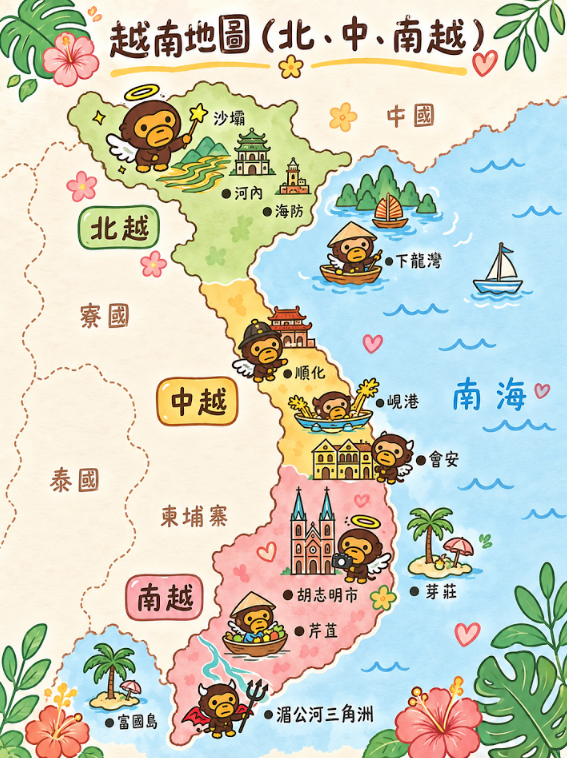 越南地圖(北、中、南越)
中國
沙壩
河內
海防
北越
下龍灣
寮國
順化
中越
峴港
南海
會安
泰國
柬埔寨
南越
胡志明市
芽莊
芹苴
富國島
湄公河三角洲